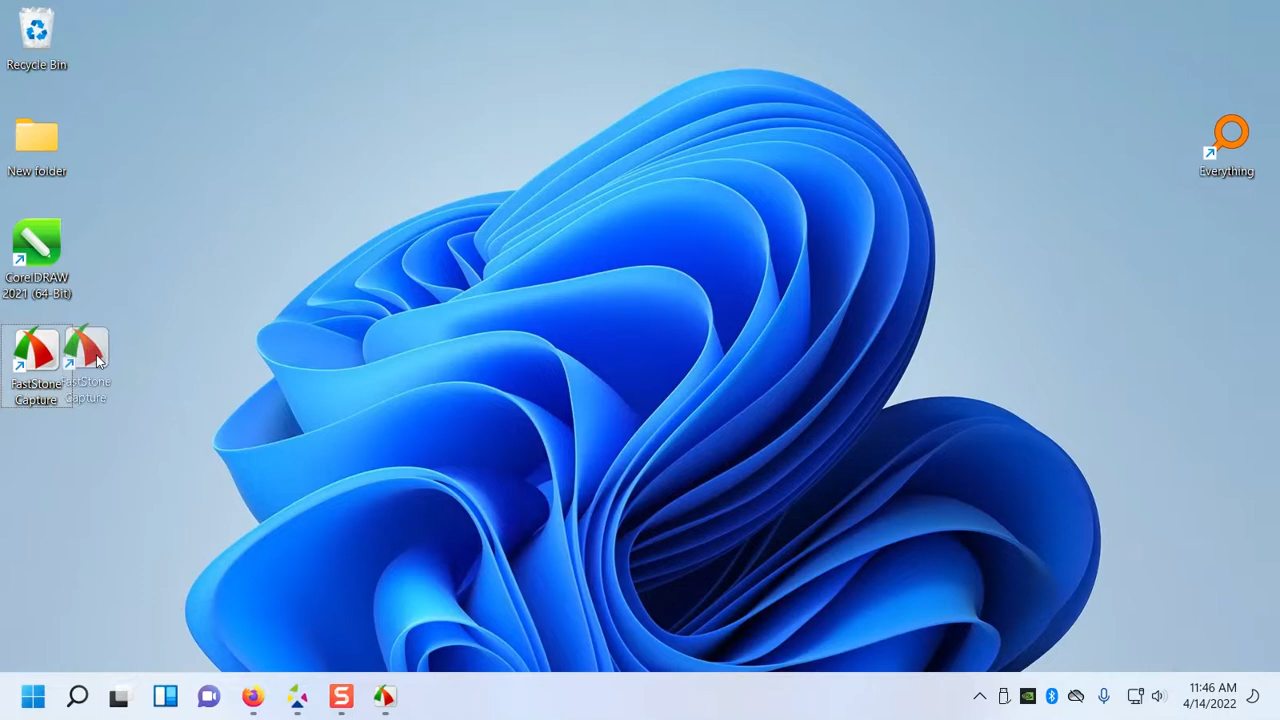 Recycle Bin
New folder
CorelDRAW
2021 (64-Bit)
FastStone
Capture
FastStone
Capture
Everything
S
11:46 AM
4/14/2022